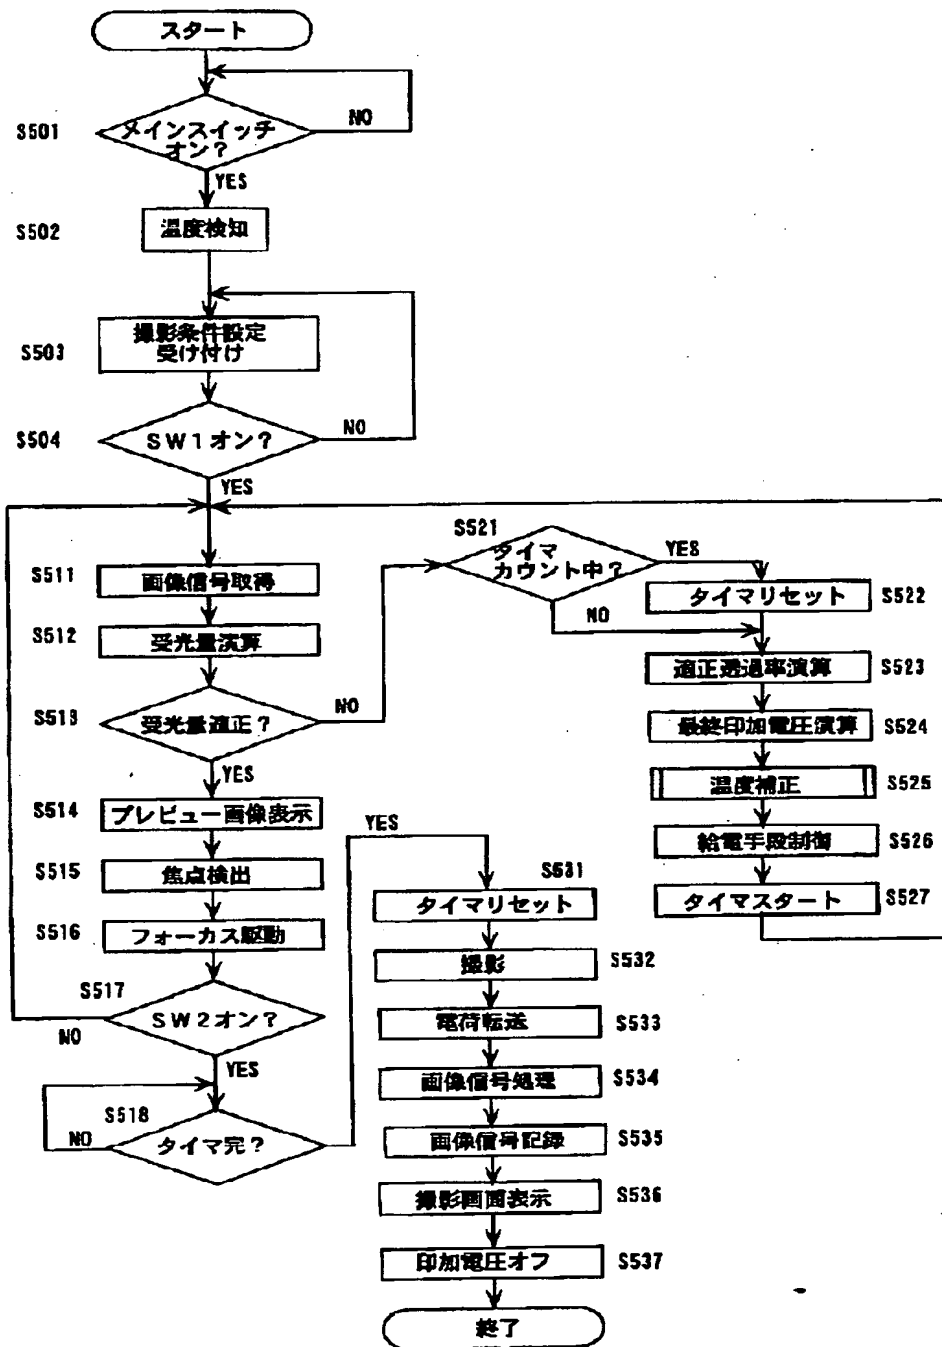 スタート
S501
メインスイッチ
オン?
NO
YES
S502
温度検知
S503
撮影条件設定
受け付け
S504
SW1オン?
NO
YES
S511
画像信号取得
S512
受光量演算
S513
受光量適正?
NO
YES
S514
プレビュー画像表示
S515
焦点検出
S516
フォーカス駆動
S517
SW2オン?
NO
YES
S518
タイマ完?
NO
YES
S521
タイマ
カウント中?
YES
NO
タイマリセット
S522
適正透過率演算
S523
最終印加電圧演算
S524
温度補正
S525
給電手段制御
S526
タイマスタート
S527
S531
タイマリセット
撮影
S532
電荷転送
S533
画像信号処理
S534
画像信号記録
S535
撮影画面表示
S536
印加電圧オフ
S537
終了